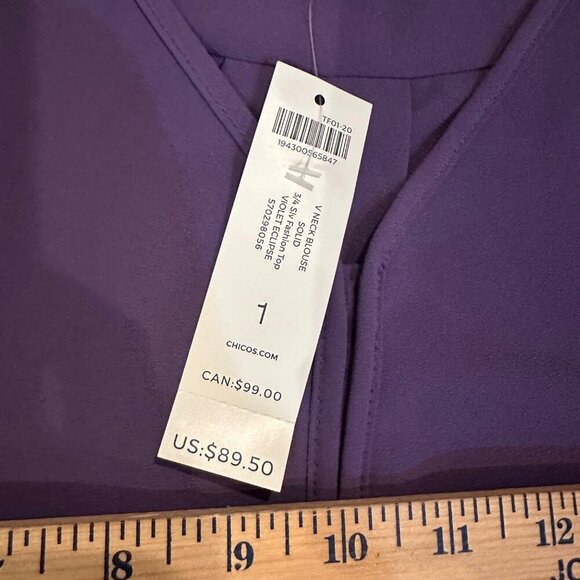 TF01-20
194300565847
V NECK BLOUSE
SOLID
3/4 Slv Fashion Top
VIOLET ECLIPSE
570298056
1
CHICOS.COM
CAN:$99.00
US:$89.50
7 8 9 10 11 12